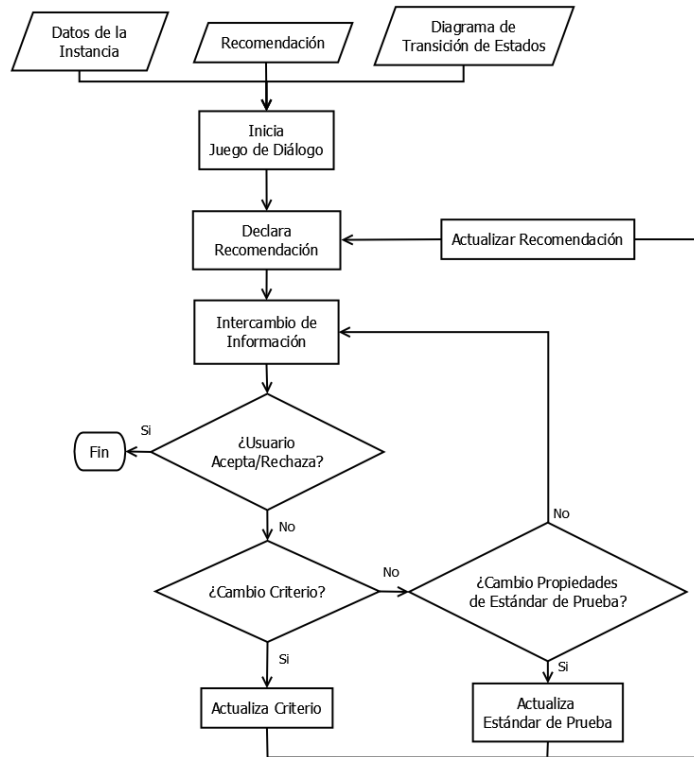 Datos de la
Instancia
Recomendación
Diagrama de
Transición de Estados
Inicia
Juego de Diálogo
Declara
Recomendación
Actualizar Recomendación
Intercambio de
Información
Si
Fin
¿Usuario
Acepta/Rechaza?
No
No
¿Cambio Criterio?
No
¿Cambio Propiedades
de Estándar de Prueba?
Si
Si
Actualiza Criterio
Actualiza
Estándar de Prueba